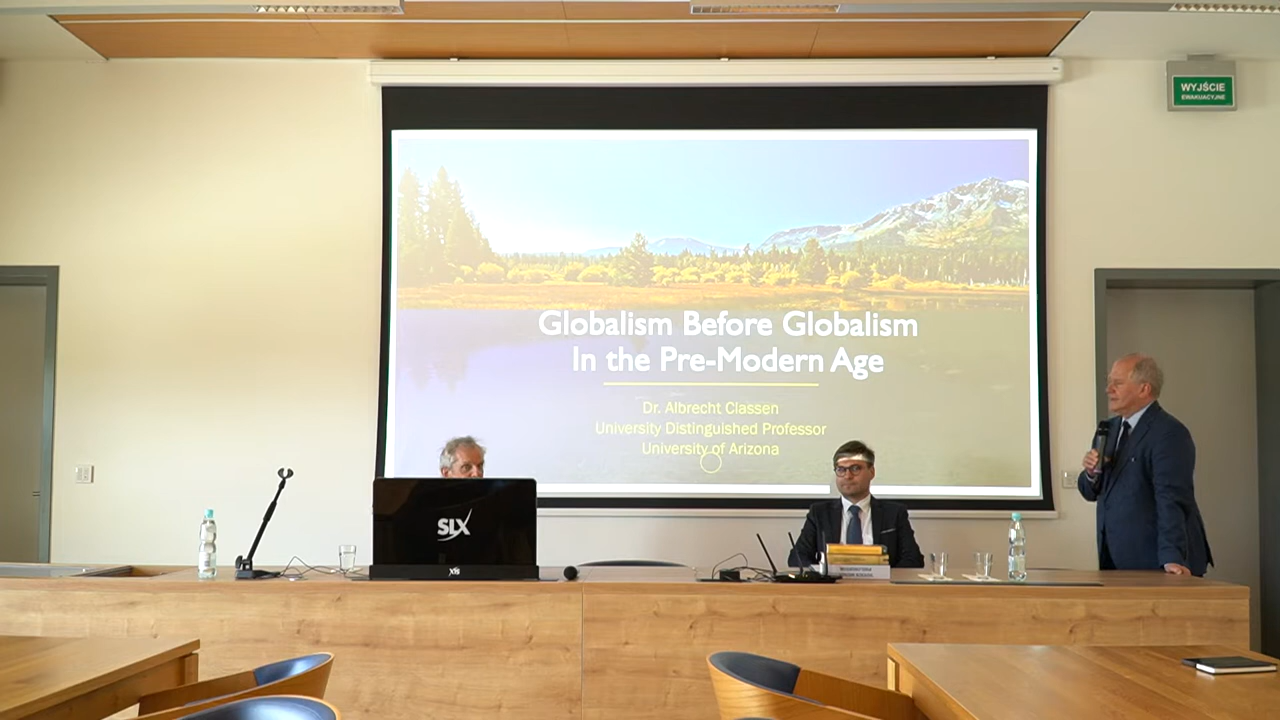 WYJŚCIE
EWAKUACYJNE
Globalism Before Globalism
In the Pre-Modern Age
Dr. Albrecht Classen
University Distinguished Professor
University of Arizona
SLX